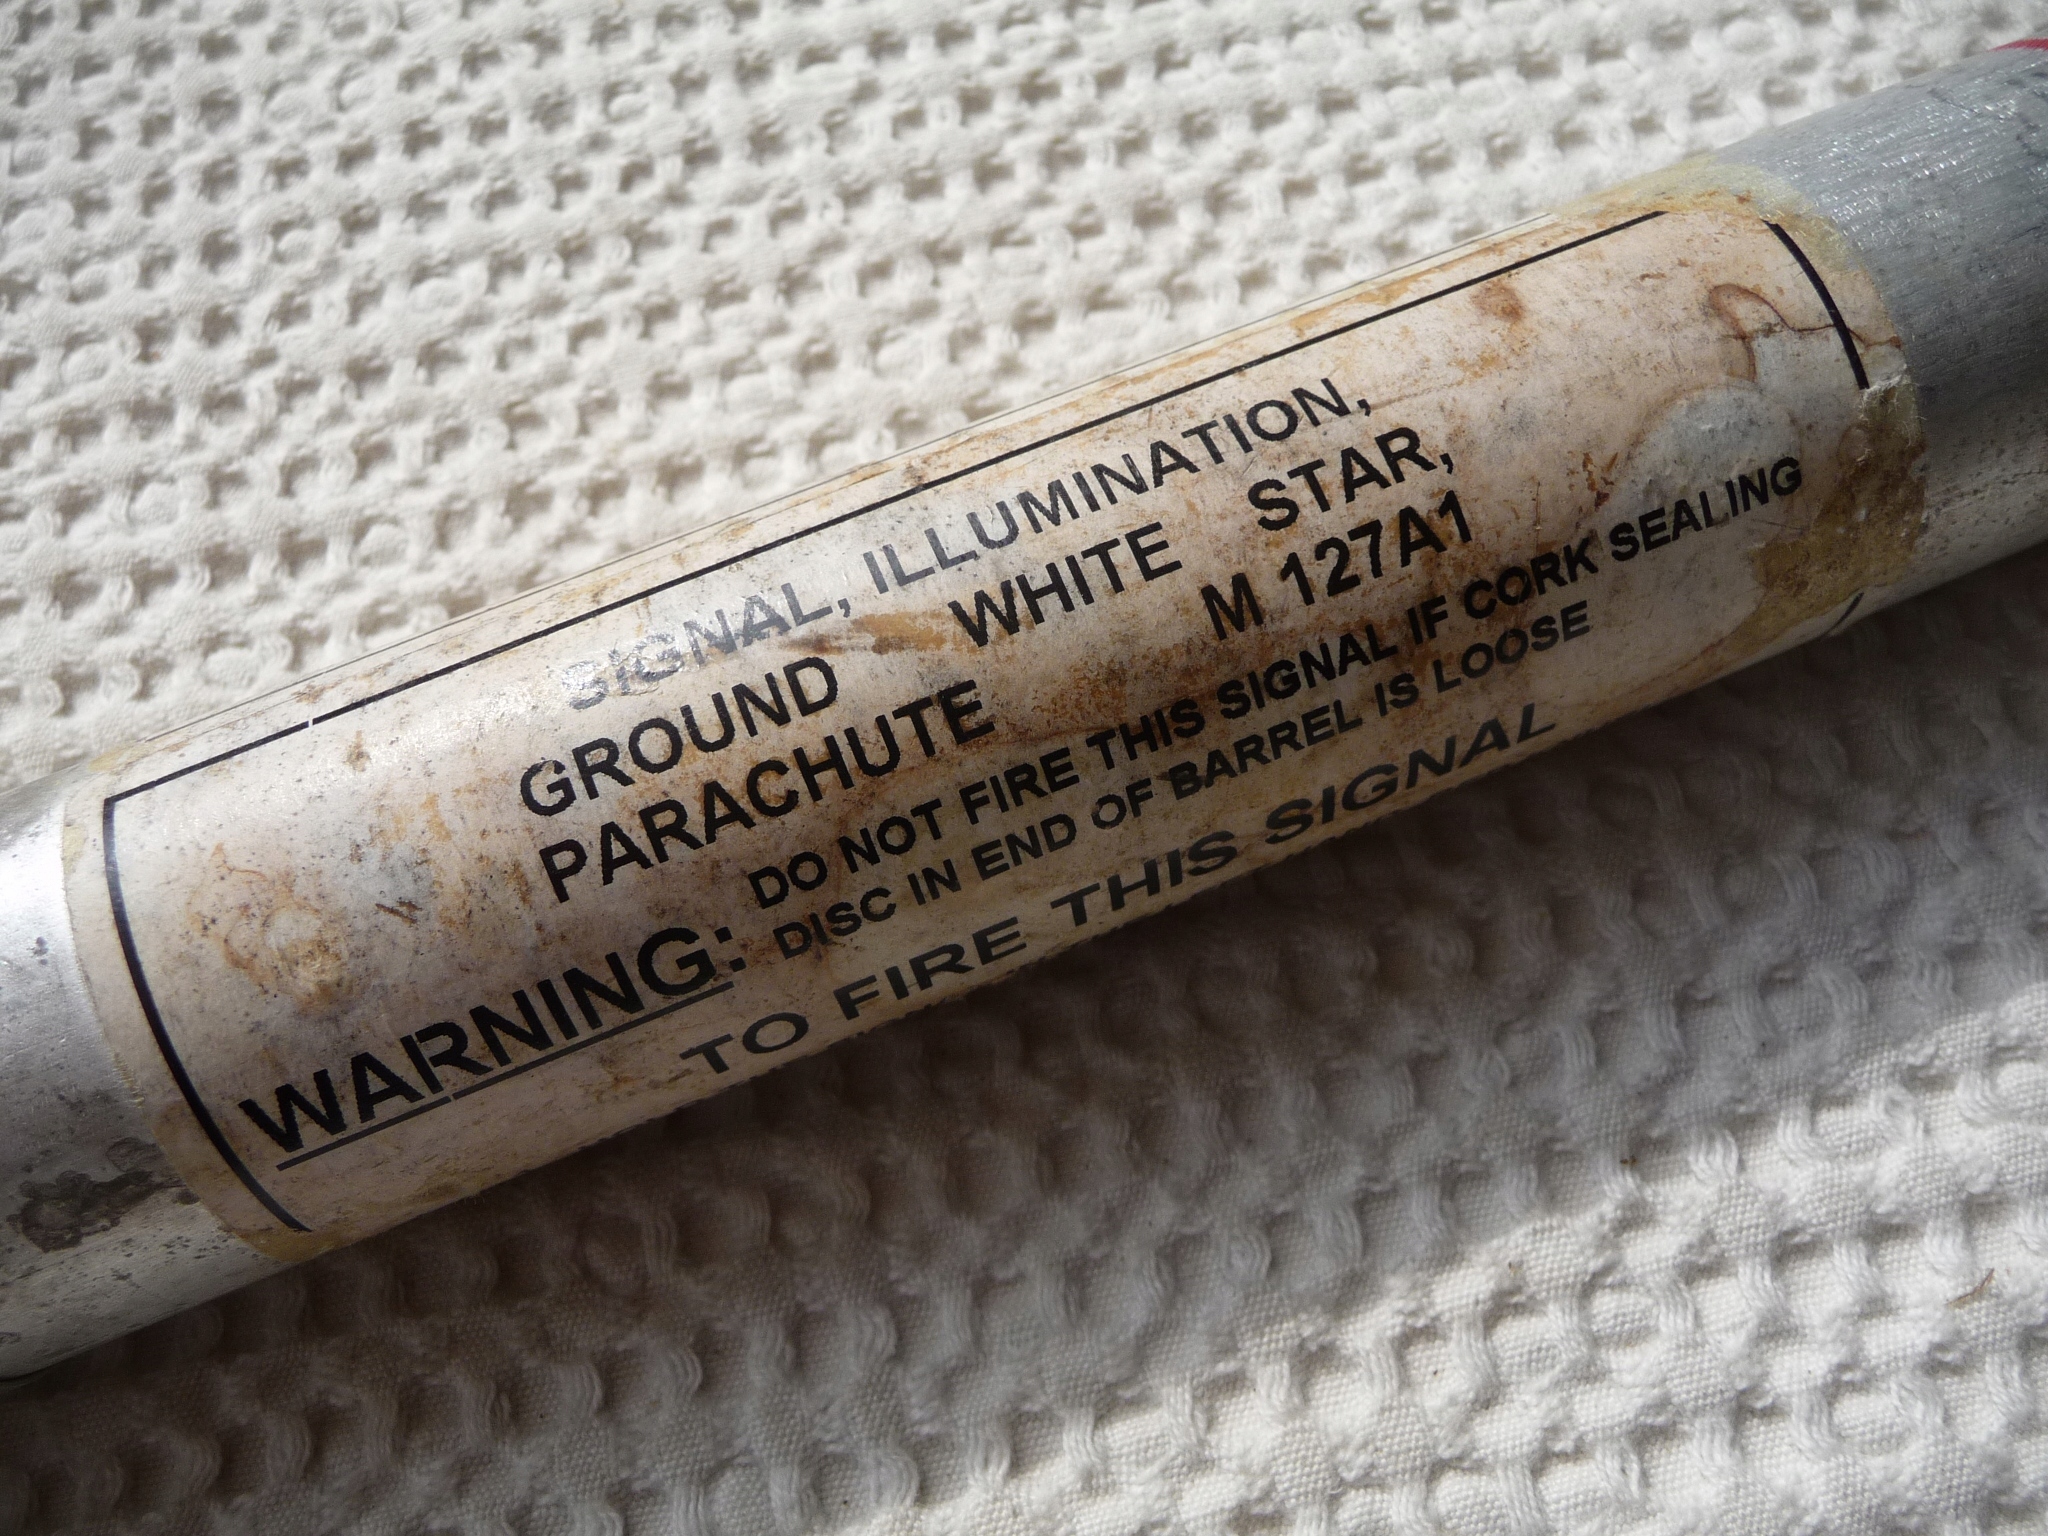 SIGNAL, ILLUMINATION,
GROUND WHITE STAR,
PARACHUTE M 127A1
WARNING: DO NOT FIRE THIS SIGNAL IF CORK SEALING
DISC IN END OF BARREL IS LOOSE
TO FIRE THIS SIGNAL